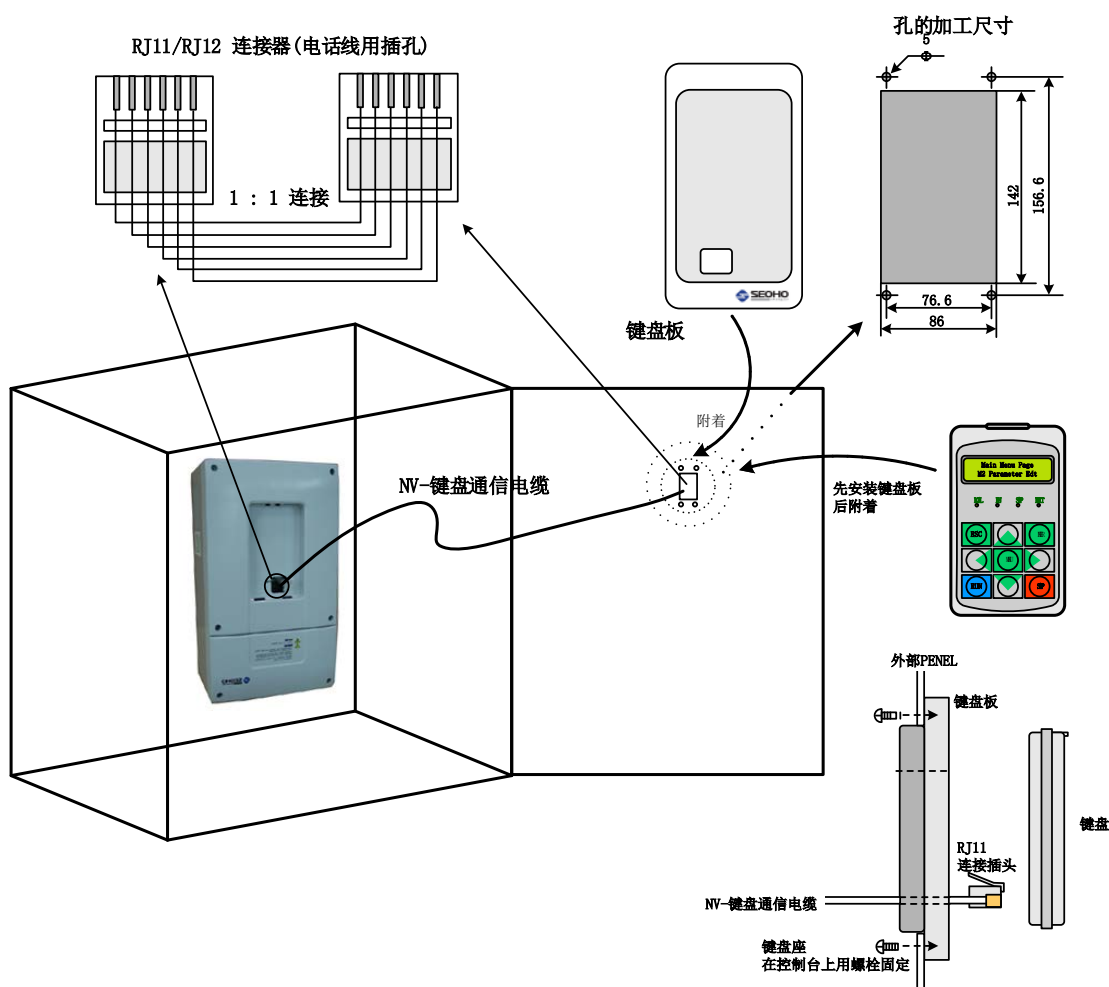 孔的加工尺寸
5
RJ11/RJ12 连接器(电话线用插孔)
1 : 1 连接
142
156.6
76.6
86
SEOHO
键盘板
附着
NV-键盘通信电缆
先安装键盘板
后附着
Main Menu Page
M2 Parameter Edt
ESC
RUN
外部PENEL
键盘板
键盘
RJ11
连接插头
NV-键盘通信电缆
键盘座
在控制台上用螺栓固定